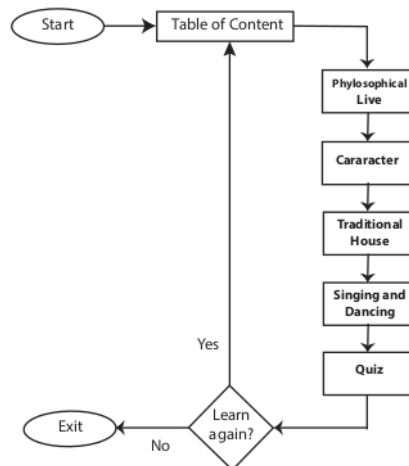 Start
Table of Content
Phylosophical
Live
Cararacter
Traditional
House
Singing and
Dancing
Quiz
Yes
Learn
again?
No
Exit